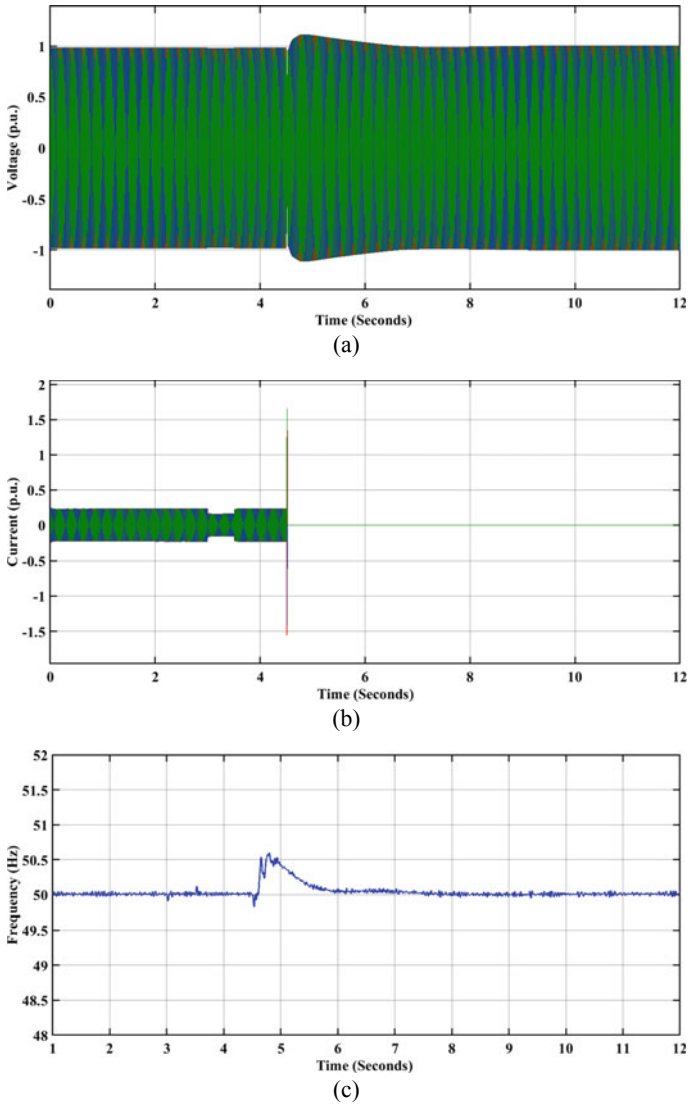 1
0.5
0
-0.5
-1
Voltage (p.u.)
0 2 4 6 8 10 12
Time (Seconds)
(a)
2
1.5
1
0.5
0
-0.5
-1
-1.5
Current (p.u.)
0 2 4 6 8 10 12
Time (Seconds)
(b)
52
51.5
51
50.5
50
49.5
49
48.5
48
Frequency (Hz)
1 2 3 4 5 6 7 8 9 10 11 12
Time (Seconds)
(c)